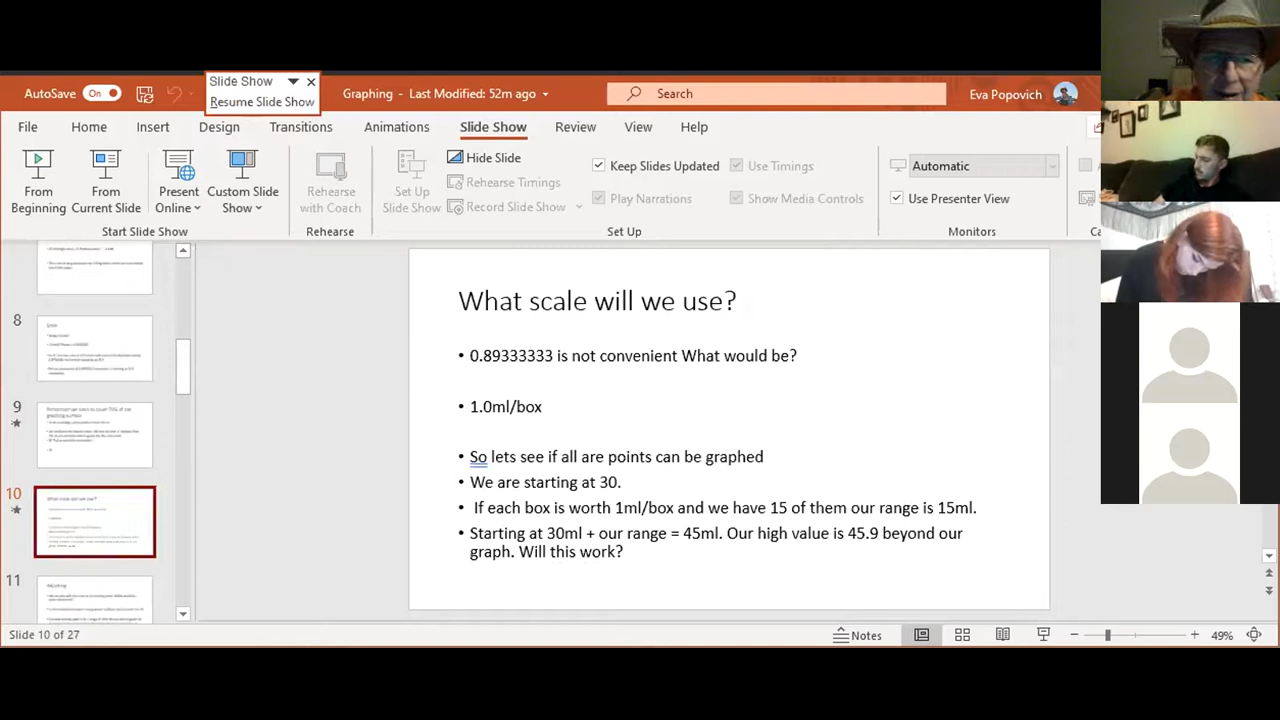 Slide Show
Resume Slide Show
AutoSave On
Graphing - Last Modified: 52m ago
Search
Eva Popovich
File Home Insert Design Transitions Animations Slide Show Review View Help
From Beginning
From Current Slide
Present Online
Custom Slide Show
Start Slide Show
Rehearse with Coach
Rehearse
Set Up Slide Show
Hide Slide
Rehearse Timings
Record Slide Show
Keep Slides Updated
Play Narrations
Use Timings
Show Media Controls
Set Up
Automatic
Use Presenter View
Monitors
8
9
10
11
What scale will we use?
• 0.89333333 is not convenient What would be?
• 1.0ml/box
• So lets see if all are points can be graphed
• We are starting at 30.
• If each box is worth 1ml/box and we have 15 of them our range is 15ml.
• Starting at 30ml + our range = 45ml. Our high value is 45.9 beyond our
graph. Will this work?
Slide 10 of 27
Notes
49%